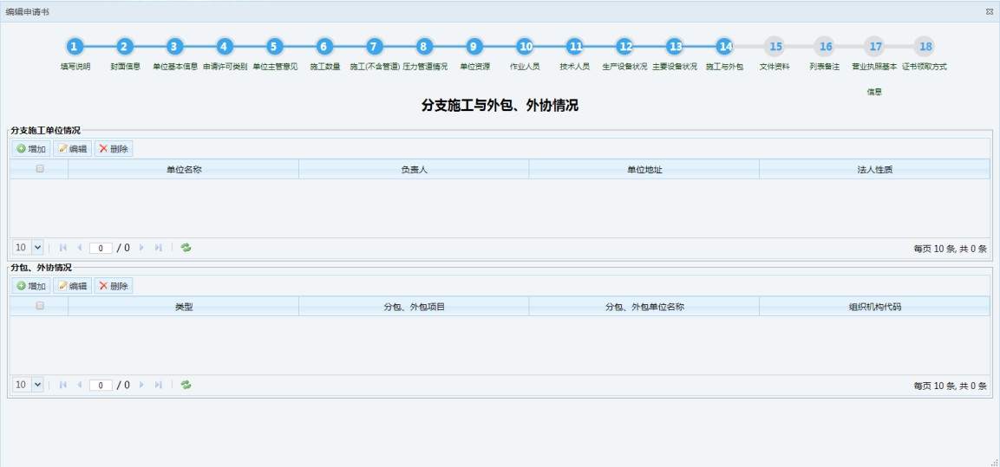 编辑申请书
1 2 3 4 5 6 7 8 9 10 11 12 13 14 15 16 17 18
填写说明 封面信息 单位基本信息 申请许可类别 单位主管意见 施工数量 施工(不含管道) 压力管道情况 单位资源 作业人员 技术人员 生产设备状况 主要设备状况 施工与外包 文件资料 列表备注 营业执照基本 证书领取方式
信息
分支施工与外包、外协情况
分支施工单位情况
增加 编辑 删除
单位名称 负责人 单位地址 法人性质
10 0 / 0 每页 10 条, 共 0 条
分包、外协情况
增加 编辑 删除
类型 分包、外包项目 分包、外包单位名称 组织机构代码
10 0 / 0 每页 10 条, 共 0 条